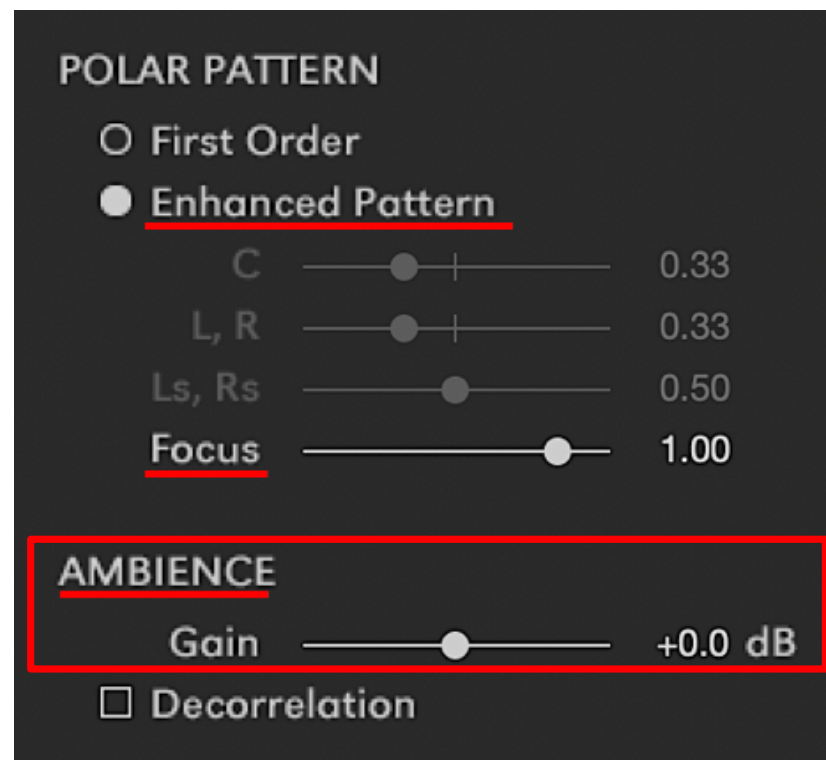 POLAR PATTERN
First Order
Enhanced Pattern
C 0.33
L, R 0.33
Ls, Rs 0.50
Focus 1.00
AMBIENCE
Gain +0.0 dB
Decorrelation